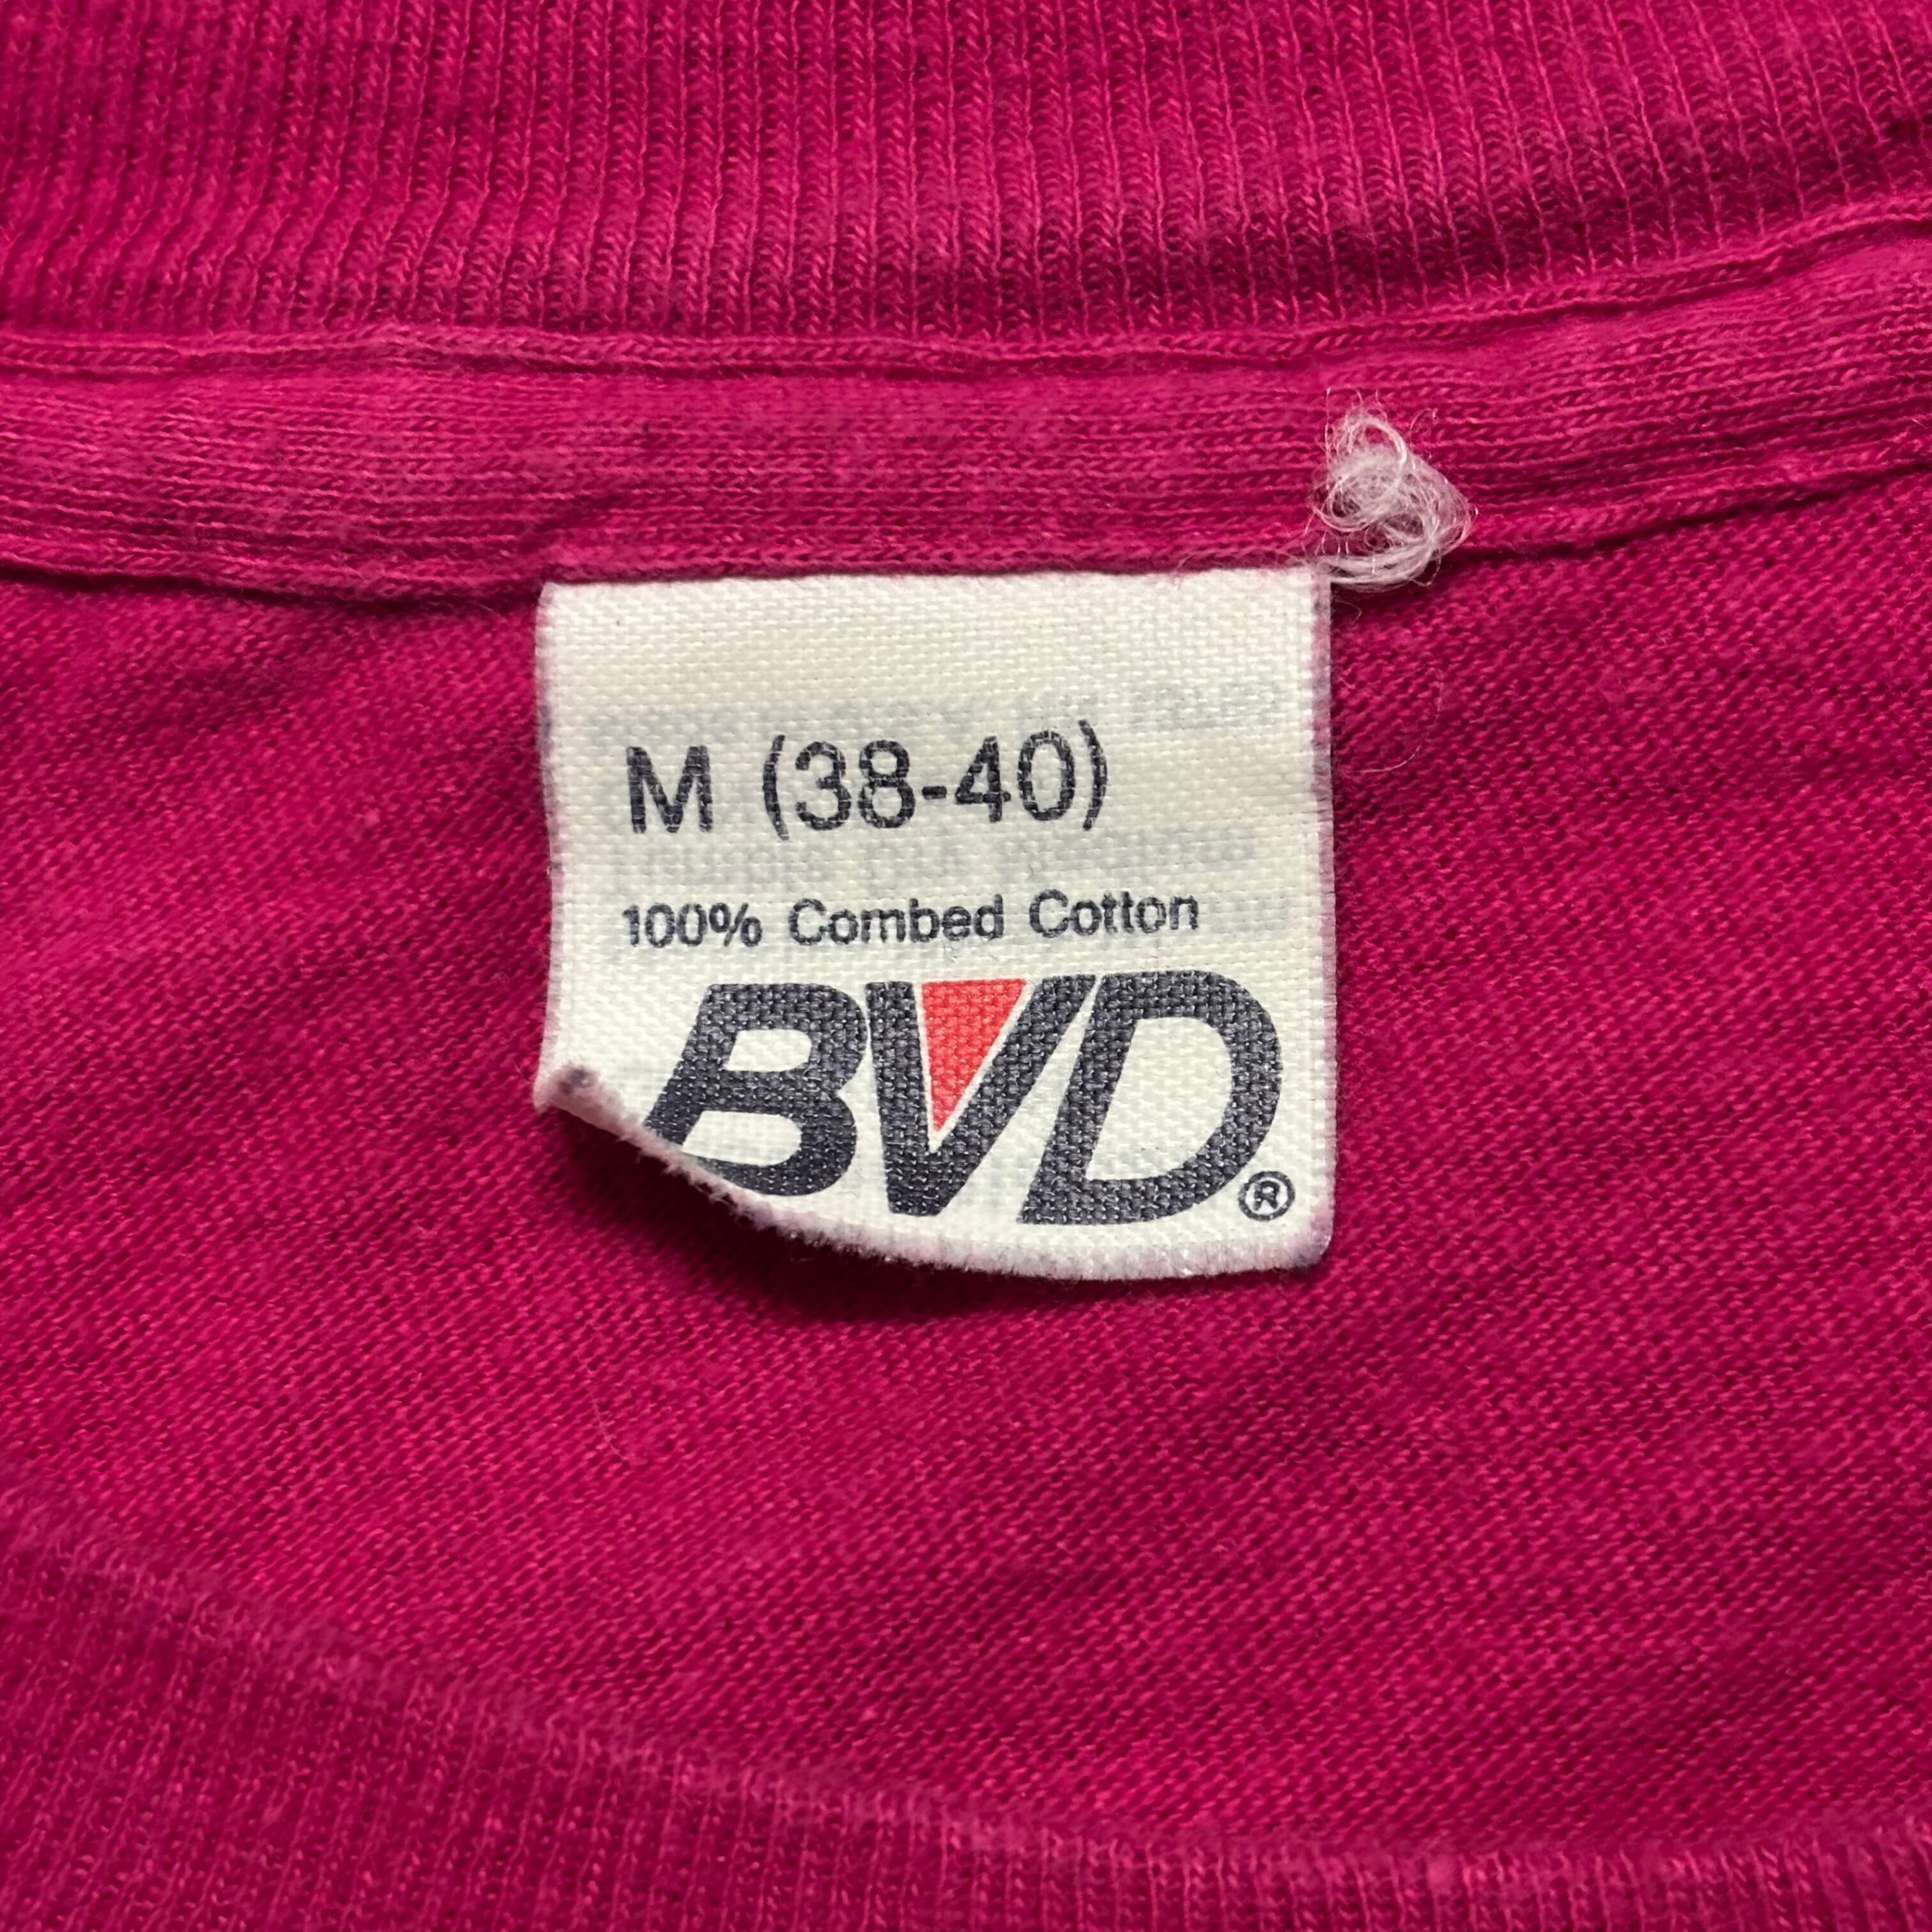 M (38-40)
100% Combed Cotton
BVD®